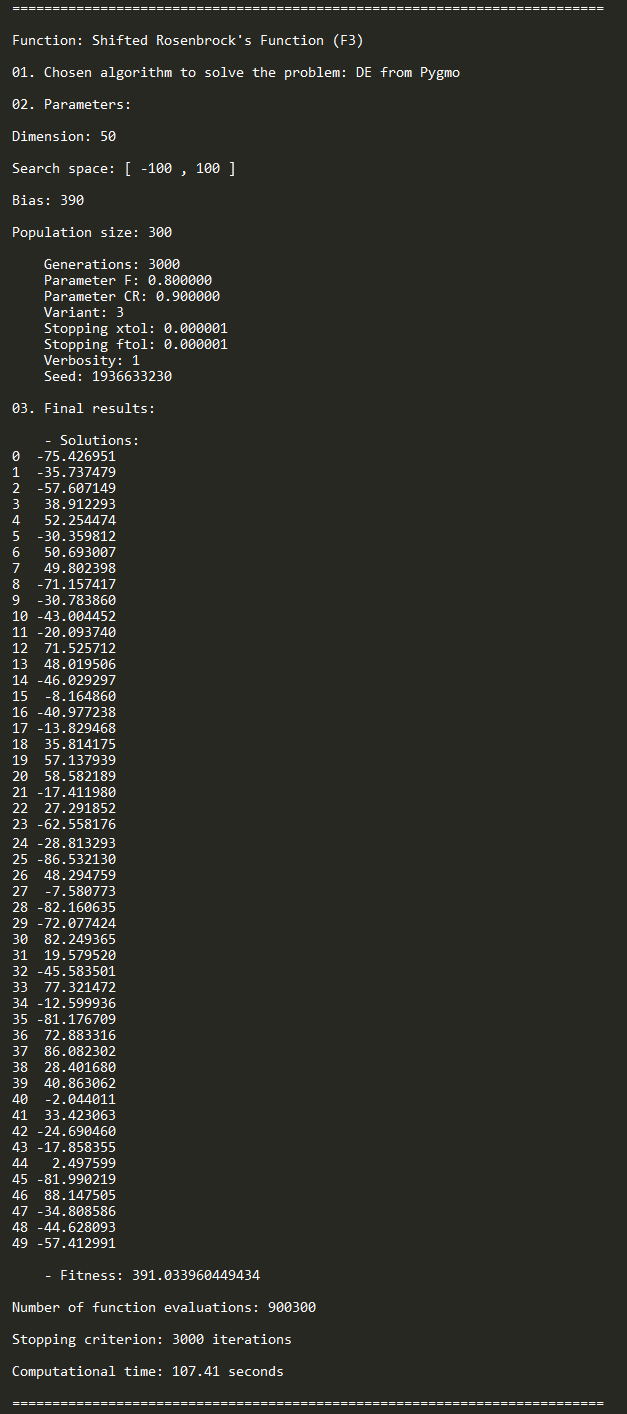 ==========================================================================
Function: Shifted Rosenbrock's Function (F3)
01. Chosen algorithm to solve the problem: DE from Pygmo
02. Parameters:
Dimension: 50
Search space: [ -100 , 100 ]
Bias: 390
Population size: 300
Generations: 3000
Parameter F: 0.800000
Parameter CR: 0.900000
Variant: 3
Stopping xtol: 0.000001
Stopping ftol: 0.000001
Verbosity: 1
Seed: 1936633230
03. Final results:
- Solutions:
0 -75.426951
1 -35.737479
2 -57.607149
3 38.912293
4 52.254474
5 -30.359812
6 50.693007
7 49.802398
8 -71.157417
9 -30.783860
10 -43.004452
11 -20.093740
12 71.525712
13 48.019506
14 -46.029297
15 -8.164860
16 -40.977238
17 -13.829468
18 35.814175
19 57.137939
20 58.582189
21 -17.411980
22 27.291852
23 -62.558176
24 -28.813293
25 -86.532130
26 48.294759
27 -7.580773
28 -82.160635
29 -72.077424
30 82.249365
31 19.579520
32 -45.583501
33 77.321472
34 -12.599936
35 -81.176709
36 72.883316
37 86.082302
38 28.401680
39 40.863062
40 -2.044011
41 33.423063
42 -24.690460
43 -17.858355
44 2.497599
45 -81.990219
46 88.147505
47 -34.808586
48 -44.628093
49 -57.412991
- Fitness: 391.033960449434
Number of function evaluations: 900300
Stopping criterion: 3000 iterations
Computational time: 107.41 seconds
==========================================================================